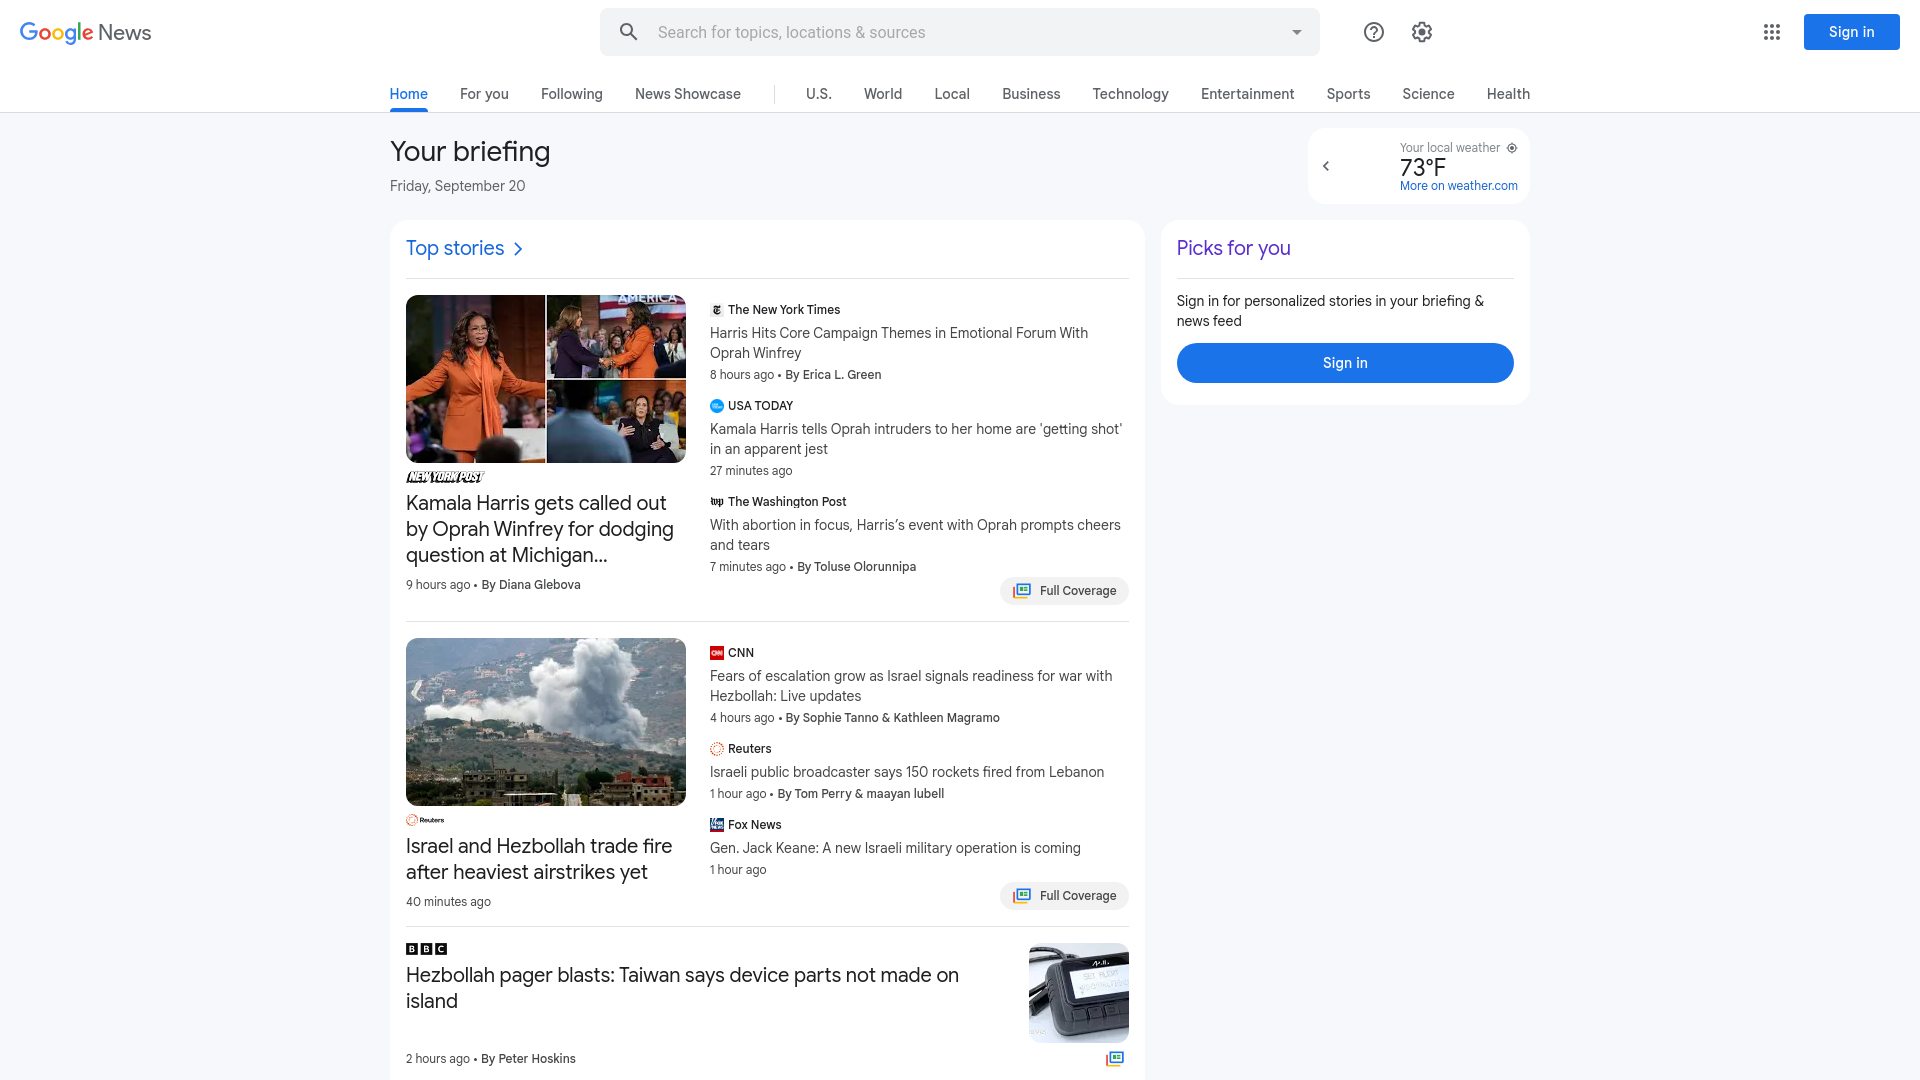 Google News
Search for topics, locations & sources
Sign in
Home
For you
Following
News Showcase
U.S.
World
Local
Business
Technology
Entertainment
Sports
Science
Health
Your briefing
Friday, September 20
Your local weather
73°F
More on weather.com
Top stories
AMERICA
NEW YORK POST
Kamala Harris gets called out
by Oprah Winfrey for dodging
question at Michigan...
9 hours ago • By Diana Glebova
The New York Times
Harris Hits Core Campaign Themes in Emotional Forum With
Oprah Winfrey
8 hours ago • By Erica L. Green
USA TODAY
Kamala Harris tells Oprah intruders to her home are 'getting shot'
in an apparent jest
27 minutes ago
wp The Washington Post
With abortion in focus, Harris’s event with Oprah prompts cheers
and tears
7 minutes ago • By Toluse Olorunnipa
Full Coverage
Reuters
Israel and Hezbollah trade fire
after heaviest airstrikes yet
40 minutes ago
CNN CNN
Fears of escalation grow as Israel signals readiness for war with
Hezbollah: Live updates
4 hours ago • By Sophie Tanno & Kathleen Magramo
Reuters
Israeli public broadcaster says 150 rockets fired from Lebanon
1 hour ago • By Tom Perry & maayan lubell
Fox News
Gen. Jack Keane: A new Israeli military operation is coming
1 hour ago
Full Coverage
BBC
Hezbollah pager blasts: Taiwan says device parts not made on
island
2 hours ago • By Peter Hoskins
Picks for you
Sign in for personalized stories in your briefing &
news feed
Sign in